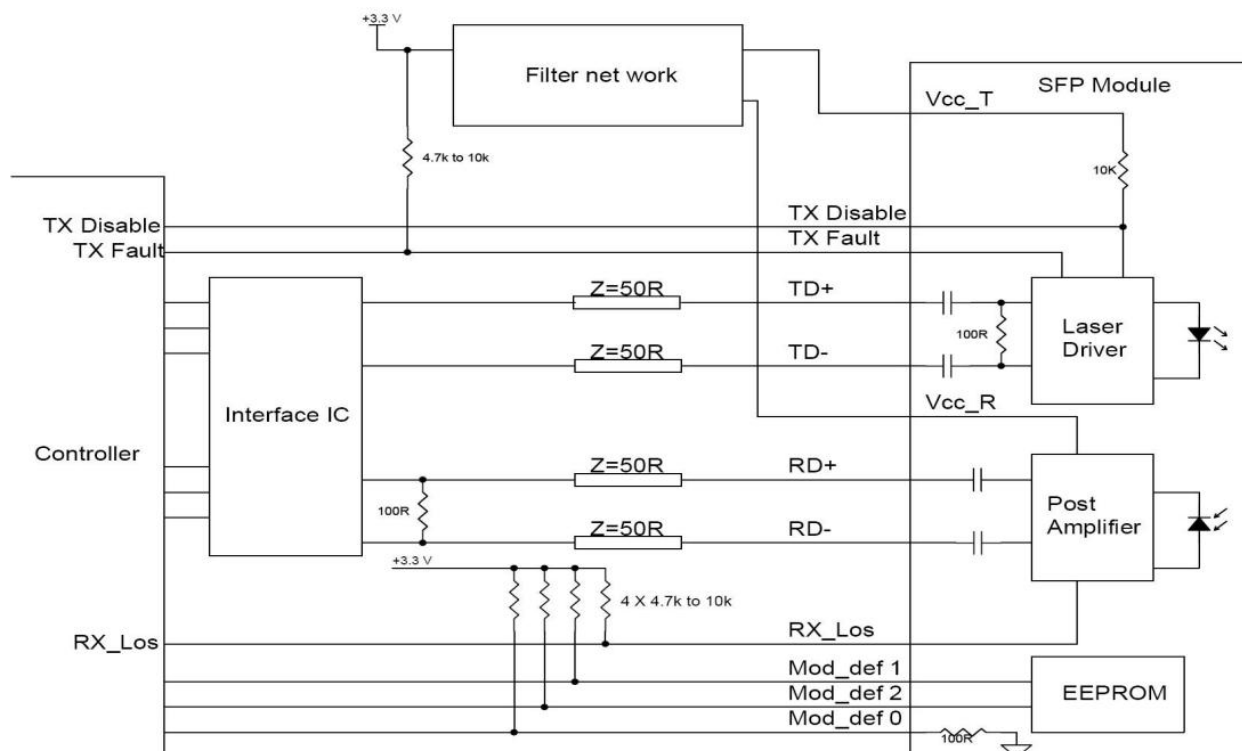 +3.3 V
Filter net work
SFP Module
Vcc_T
4.7k to 10k
10K
TX Disable
TX Disable
TX Fault
TX Fault
Z=50R
TD+
100R
Laser
Driver
Z=50R
TD-
Interface IC
Vcc_R
Controller
Z=50R
RD+
100R
Post
Amplifier
Z=50R
RD-
+3.3 V
4 X 4.7k to 10k
RX_Los
RX_Los
Mod_def 1
Mod_def 2
EEPROM
Mod_def 0
100R